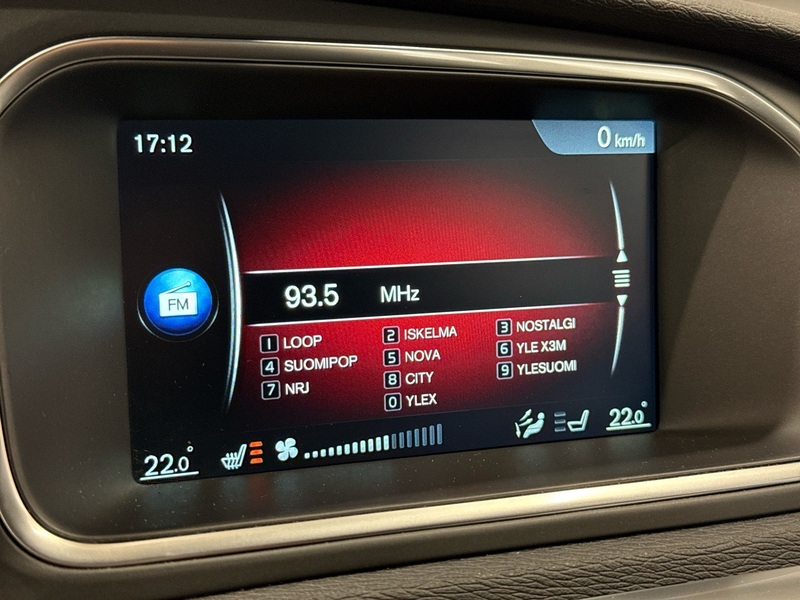 17:12
0 km/h
FM
93.5 MHz
1 LOOP 2 ISKELMA 3 NOSTALGI
4 SUOMIPOP 5 NOVA 6 YLE X3M
7 NRJ 8 CITY 9 YLESUOMI
0 YLEX
22.0° 22.0°